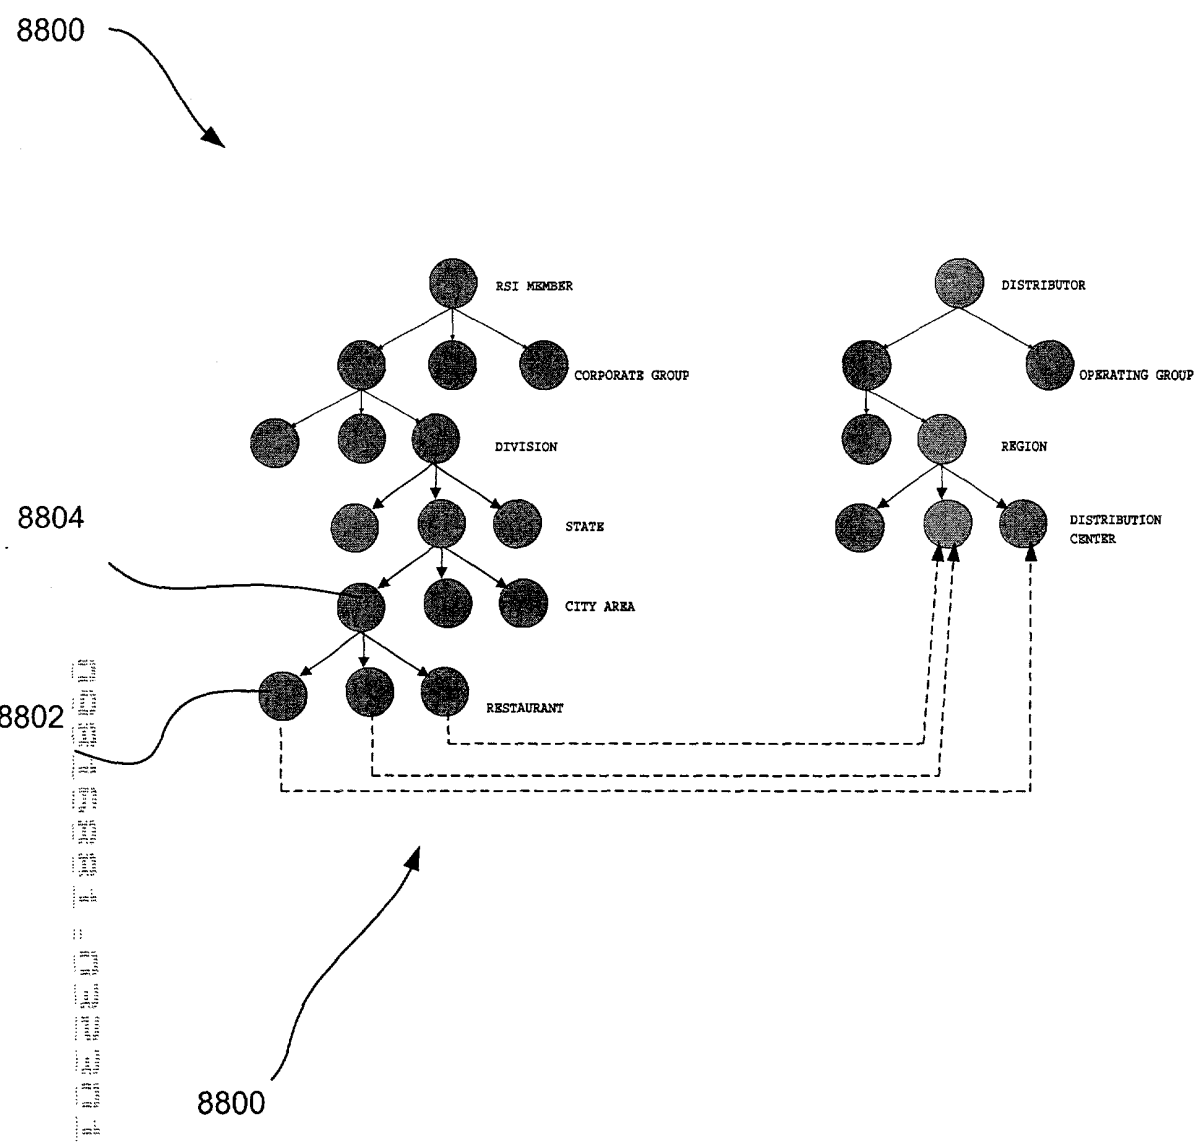 8800
RSI MEMBER
DISTRIBUTOR
CORPORATE GROUP
OPERATING GROUP
DIVISION
REGION
8804
STATE
DISTRIBUTION
CENTER
CITY AREA
RESTAURANT
8802
8800